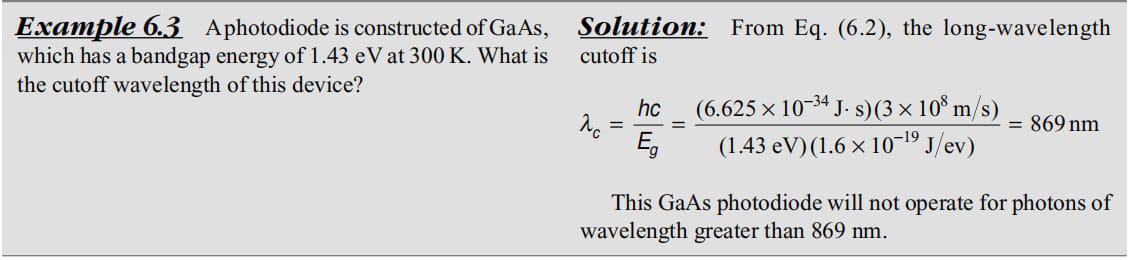 Example 6.3 A photodiode is constructed of GaAs,
which has a bandgap energy of 1.43 eV at 300 K. What is
the cutoff wavelength of this device?
Solution: From Eq. (6.2), the long-wavelength
cutoff is
λc = hc/Eg = (6.625 × 10⁻³⁴ J· s)(3 × 10⁸ m/s)/(1.43 eV)(1.6 × 10⁻¹⁹ J/ev) = 869 nm
This GaAs photodiode will not operate for photons of
wavelength greater than 869 nm.